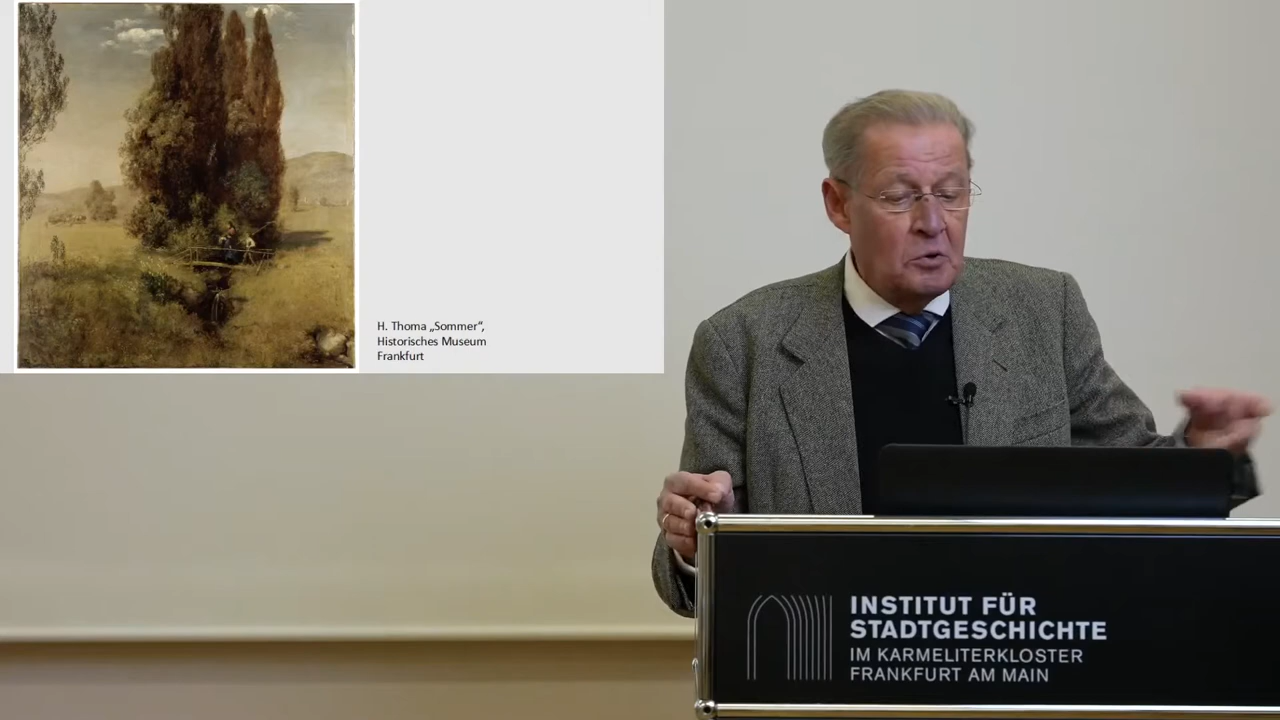 H. Thoma „Sommer“,
Historisches Museum
Frankfurt
INSTITUT FÜR
STADTGESCHICHTE
IM KARMELITERKLOSTER
FRANKFURT AM MAIN